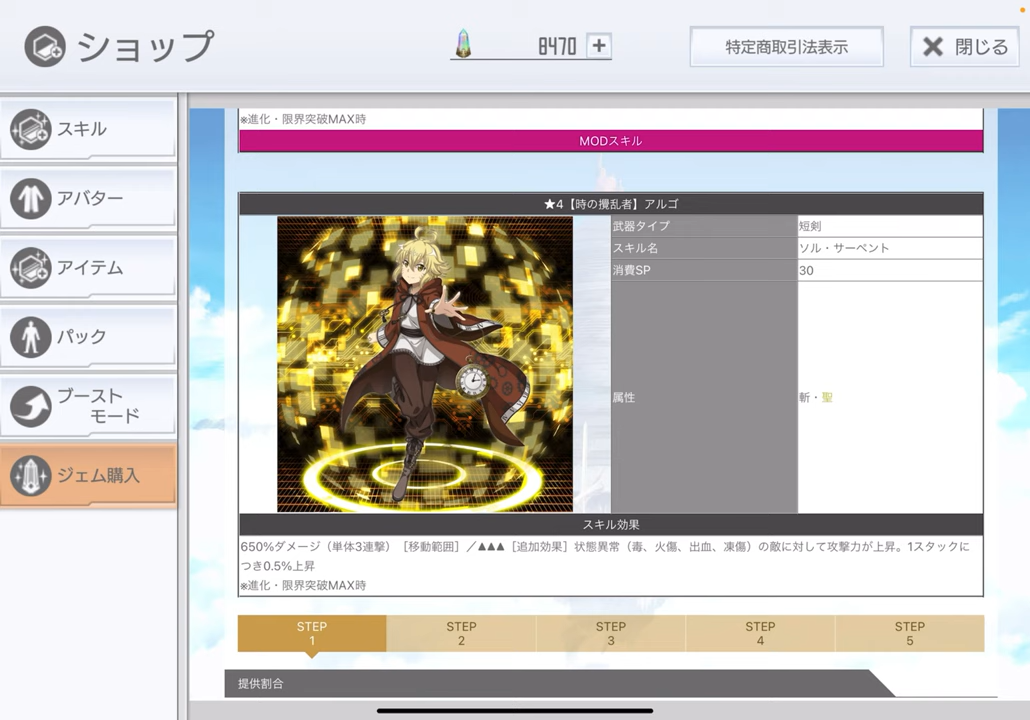 ショップ
8470
特定商取引法表示
閉じる
スキル
アバター
アイテム
パック
ブースト
モード
ジェム購入
※進化・限界突破MAX時
MODスキル
★4【時の攪乱者】アルゴ
武器タイプ
短剣
スキル名
ソル・サーペント
消費SP
30
属性
斬・聖
スキル効果
650%ダメージ（単体3連撃）［移動範囲］／▲▲▲［追加効果］状態異常（毒、火傷、出血、凍傷）の敵に対して攻撃力が上昇。1スタックに
つき0.5%上昇
※進化・限界突破MAX時
STEP
1
STEP
2
STEP
3
STEP
4
STEP
5
提供割合